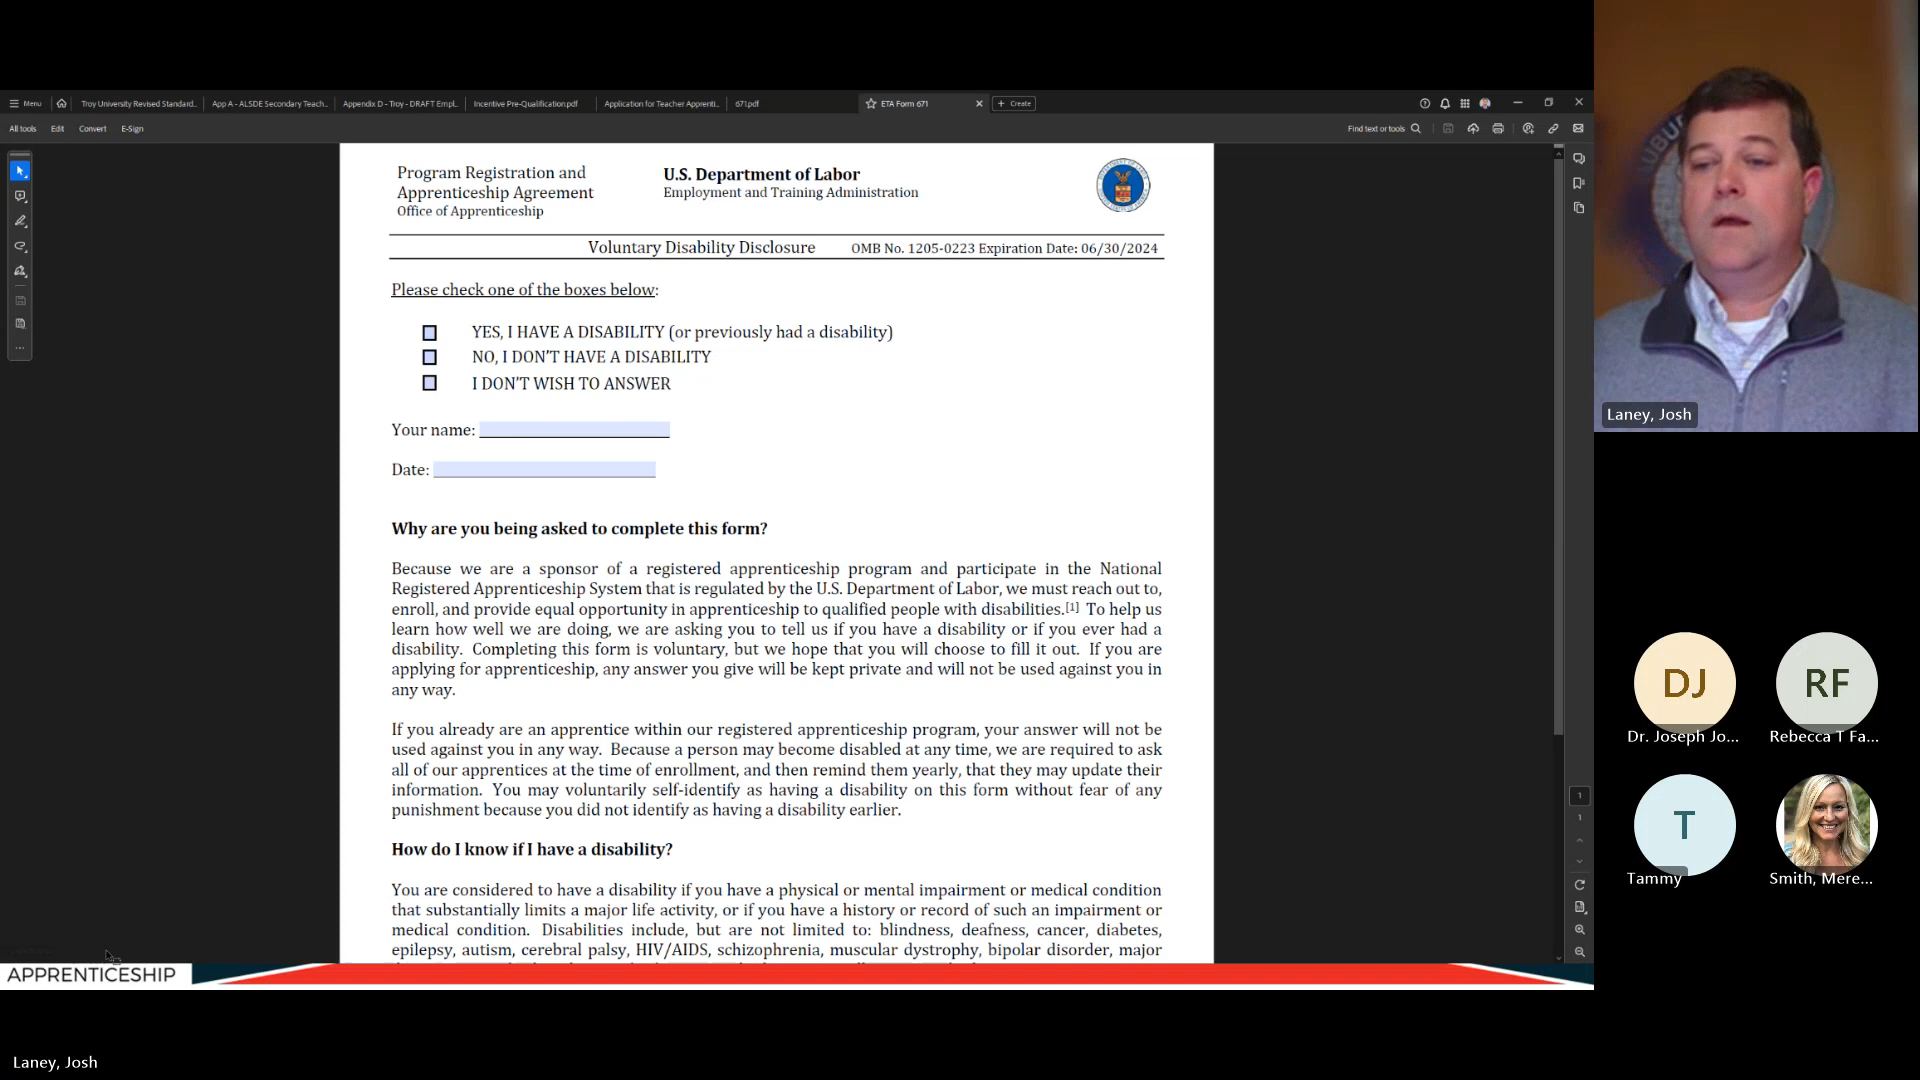 Menu
Troy University Revised Standard...
App A - ALSDE Secondary Teach...
Appendix D - Troy - DRAFT Empl...
Incentive Pre-Qualification.pdf
Application for Teacher Apprenti...
671.pdf
ETA Form 671
Create
All tools
Edit
Convert
E-Sign
Find text or tools
Program Registration and
Apprenticeship Agreement
Office of Apprenticeship
U.S. Department of Labor
Employment and Training Administration
Voluntary Disability Disclosure
OMB No. 1205-0223 Expiration Date: 06/30/2024
Please check one of the boxes below:
YES, I HAVE A DISABILITY (or previously had a disability)
NO, I DON'T HAVE A DISABILITY
I DON'T WISH TO ANSWER
Your name:
Date:
Why are you being asked to complete this form?
Because we are a sponsor of a registered apprenticeship program and participate in the National
Registered Apprenticeship System that is regulated by the U.S. Department of Labor, we must reach out to,
enroll, and provide equal opportunity in apprenticeship to qualified people with disabilities.[1] To help us
learn how well we are doing, we are asking you to tell us if you have a disability or if you ever had a
disability. Completing this form is voluntary, but we hope that you will choose to fill it out. If you are
applying for apprenticeship, any answer you give will be kept private and will not be used against you in
any way.
If you already are an apprentice within our registered apprenticeship program, your answer will not be
used against you in any way. Because a person may become disabled at any time, we are required to ask
all of our apprentices at the time of enrollment, and then remind them yearly, that they may update their
information. You may voluntarily self-identify as having a disability on this form without fear of any
punishment because you did not identify as having a disability earlier.
How do I know if I have a disability?
You are considered to have a disability if you have a physical or mental impairment or medical condition
that substantially limits a major life activity, or if you have a history or record of such an impairment or
medical condition. Disabilities include, but are not limited to: blindness, deafness, cancer, diabetes,
epilepsy, autism, cerebral palsy, HIV/AIDS, schizophrenia, muscular dystrophy, bipolar disorder, major
1
1
APPRENTICESHIP
Laney, Josh
DJ
Dr. Joseph Jo...
RF
Rebecca T Fa...
T
Tammy
Smith, Mere...
Laney, Josh